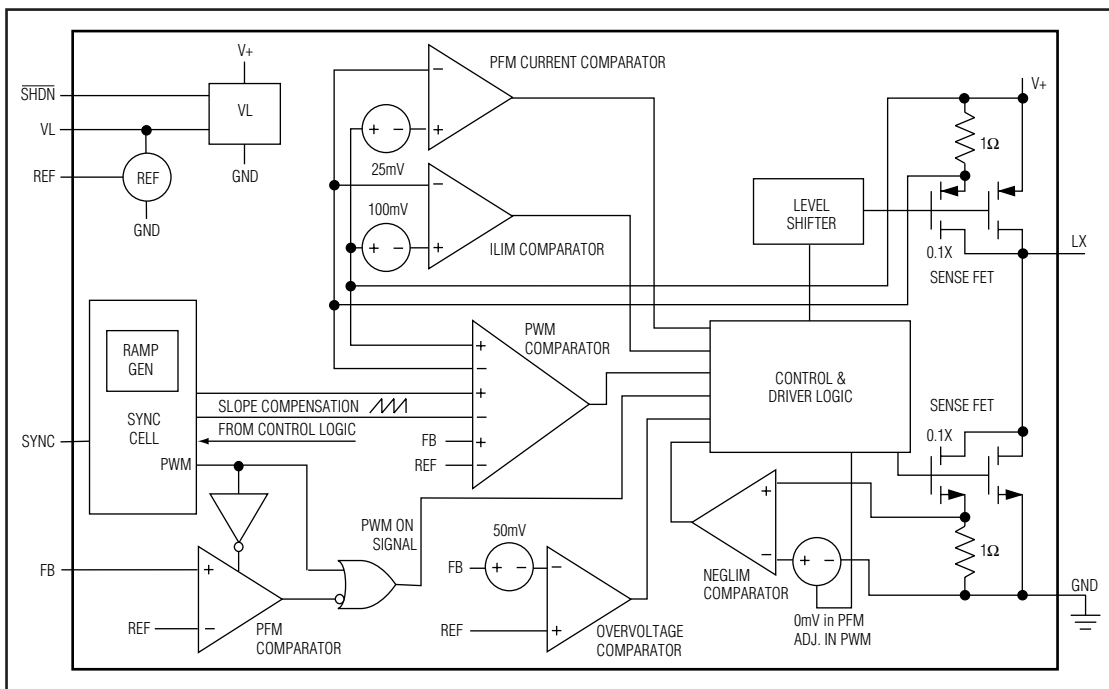 V+
SHDN
VL
VL
REF
REF
GND
GND
PFM CURRENT COMPARATOR
−
+ −
+
25mV
−
100mV
+ −
+
ILIM COMPARATOR
V+
1Ω
LEVEL
SHIFTER
0.1X
SENSE FET
LX
RAMP
GEN
SYNC
CELL
SYNC
PWM
SLOPE COMPENSATION
FROM CONTROL LOGIC
PWM
COMPARATOR
+
−
+
−
FB
+
REF
−
CONTROL &
DRIVER LOGIC
SENSE FET
0.1X
1Ω
GND
FB
+
REF
−
PFM
COMPARATOR
PWM ON
SIGNAL
50mV
FB
+ −
−
REF
+
OVERVOLTAGE
COMPARATOR
+
−
+ −
NEGLIM
COMPARATOR
0mV in PFM
ADJ. IN PWM